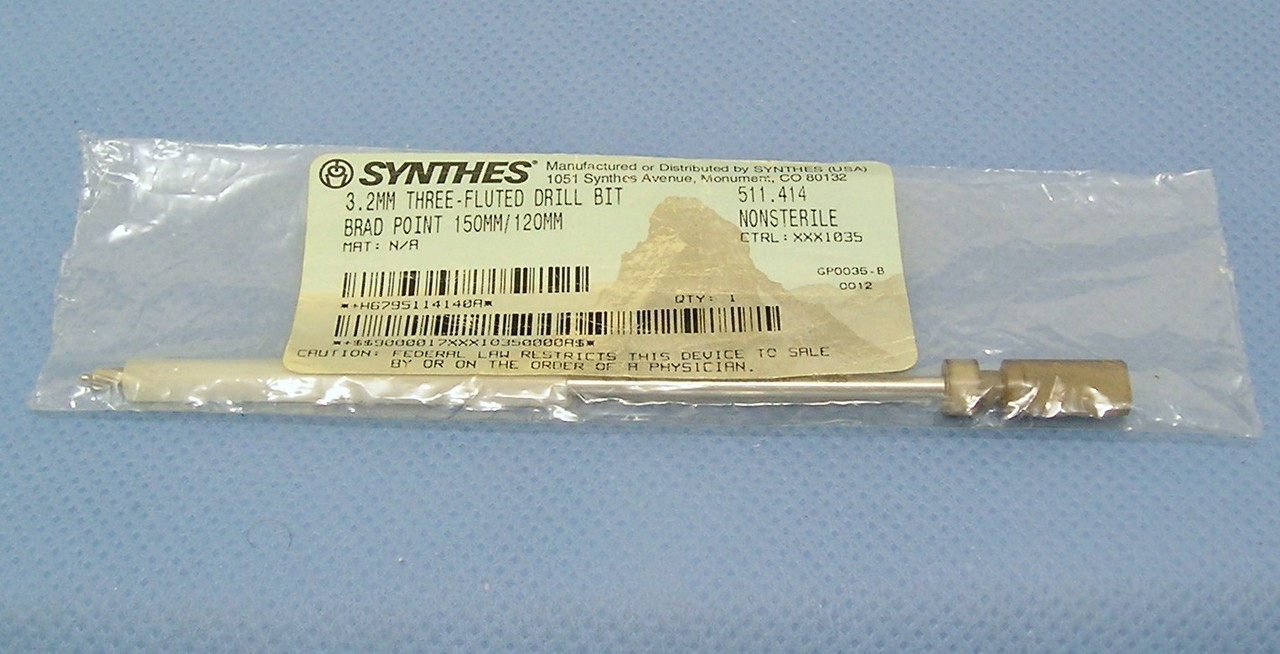 SYNTHES® Manufactured or Distributed by SYNTHES (USA)
1051 Synthes Avenue, Monument, CO 80132
3.2MM THREE-FLUTED DRILL BIT 511.414
BRAD POINT 150MM/120MM NONSTERILE
MAT: N/A CTRL: XXX1035
GP0035-B
0012
*+H6795114140A* QTY: 1
*+$$9000017XXX10350000A$*
CAUTION: FEDERAL LAW RESTRICTS THIS DEVICE TO SALE
BY OR ON THE ORDER OF A PHYSICIAN.